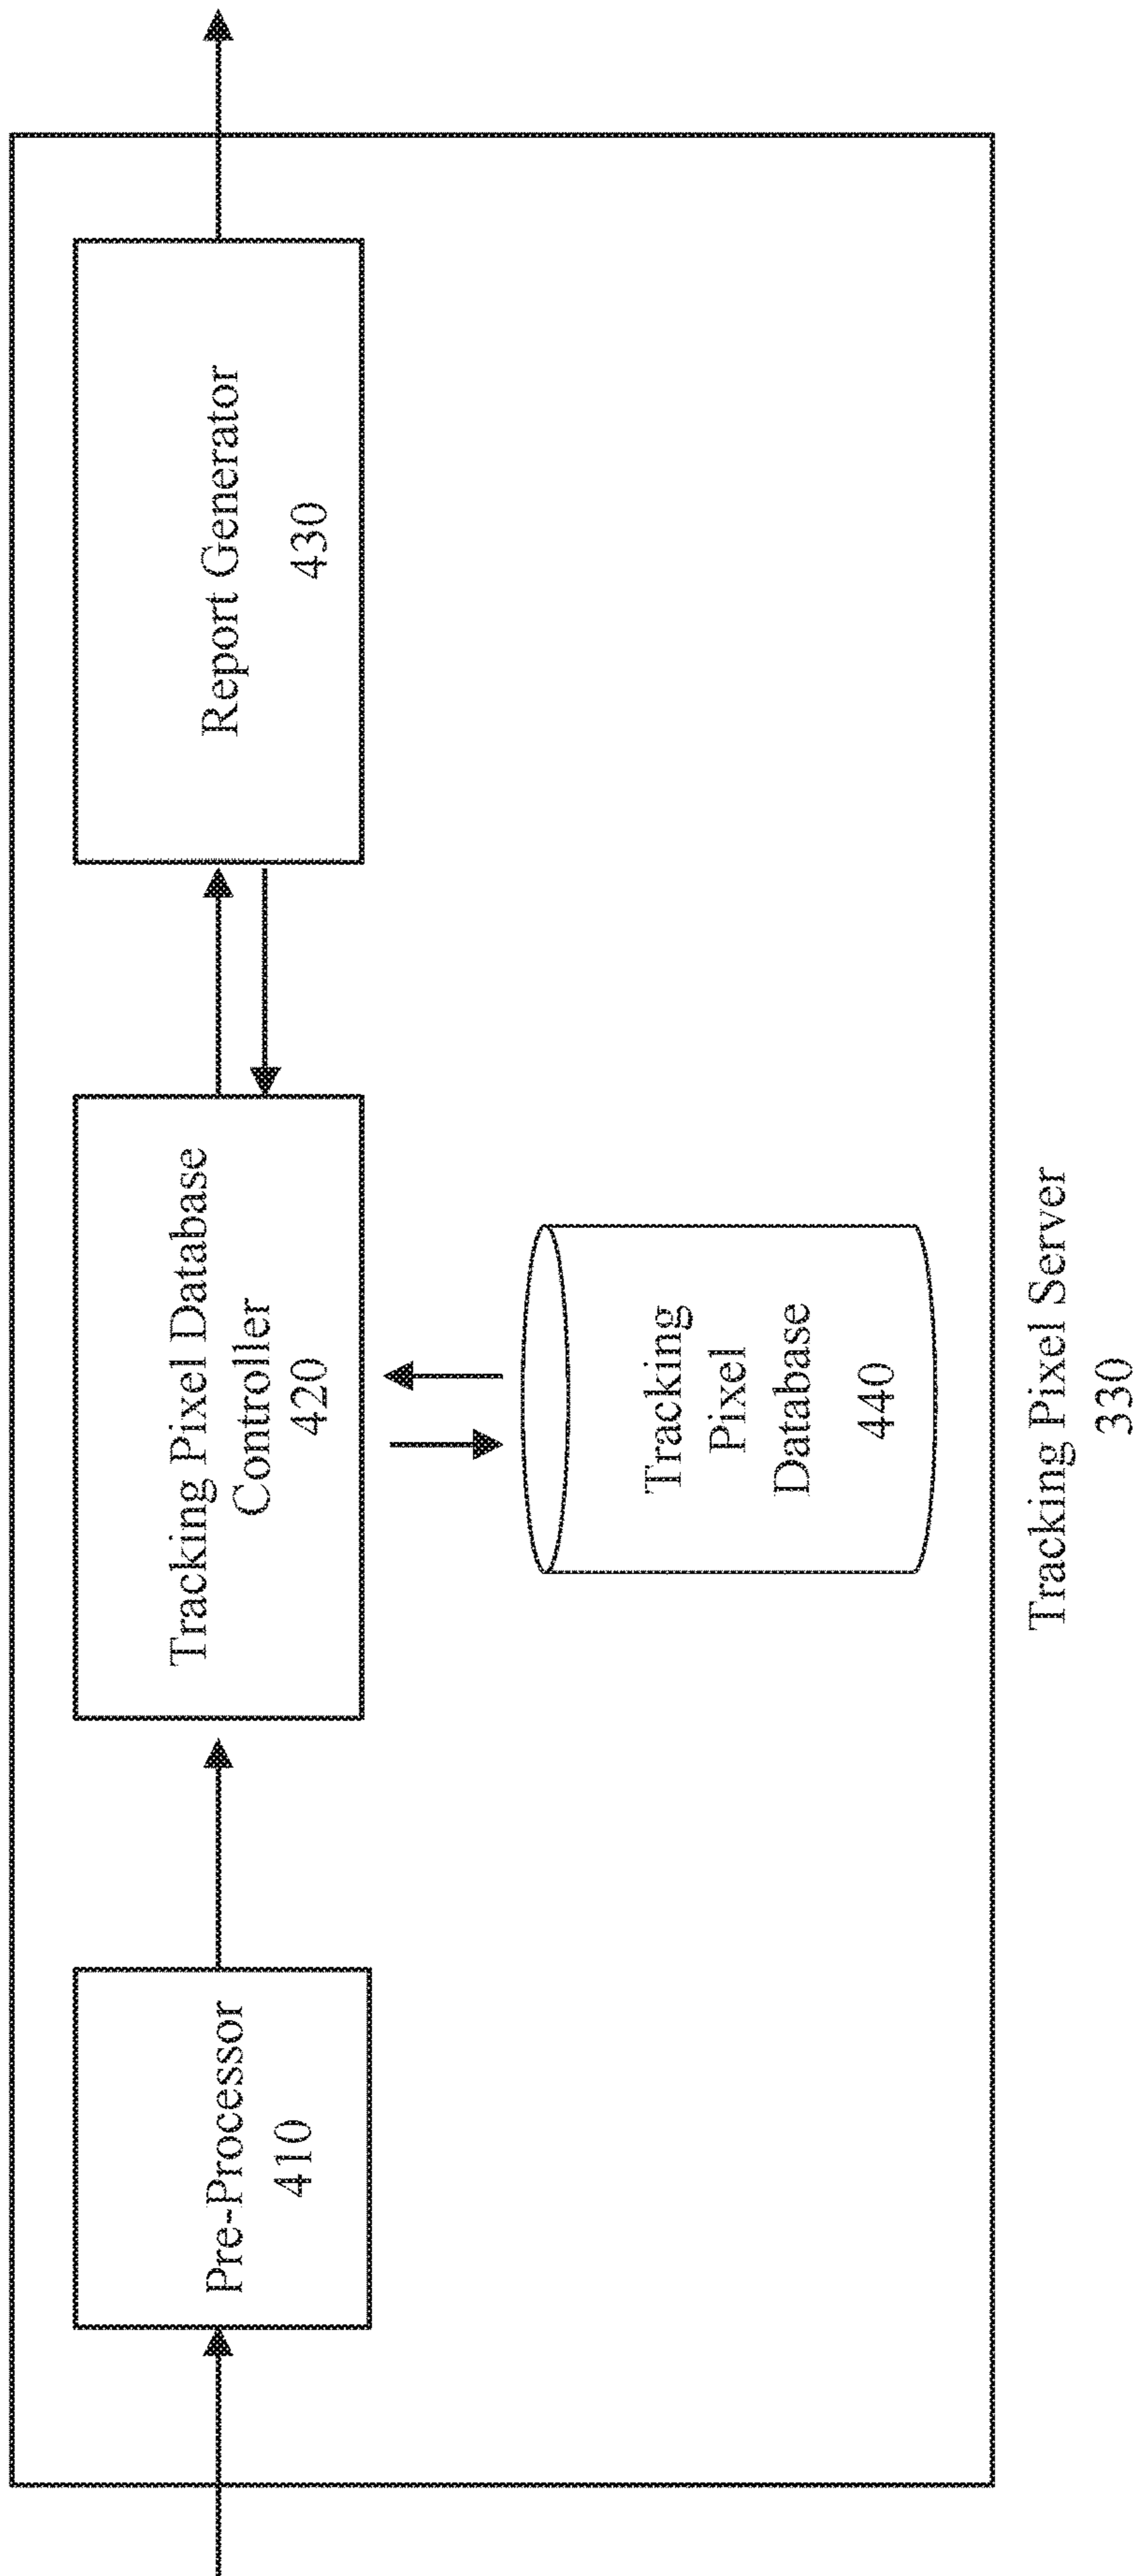 Pre-Processor
410
Tracking Pixel Database
Controller
420
Report Generator
430
Tracking
Pixel
Database
440
Tracking Pixel Server
330